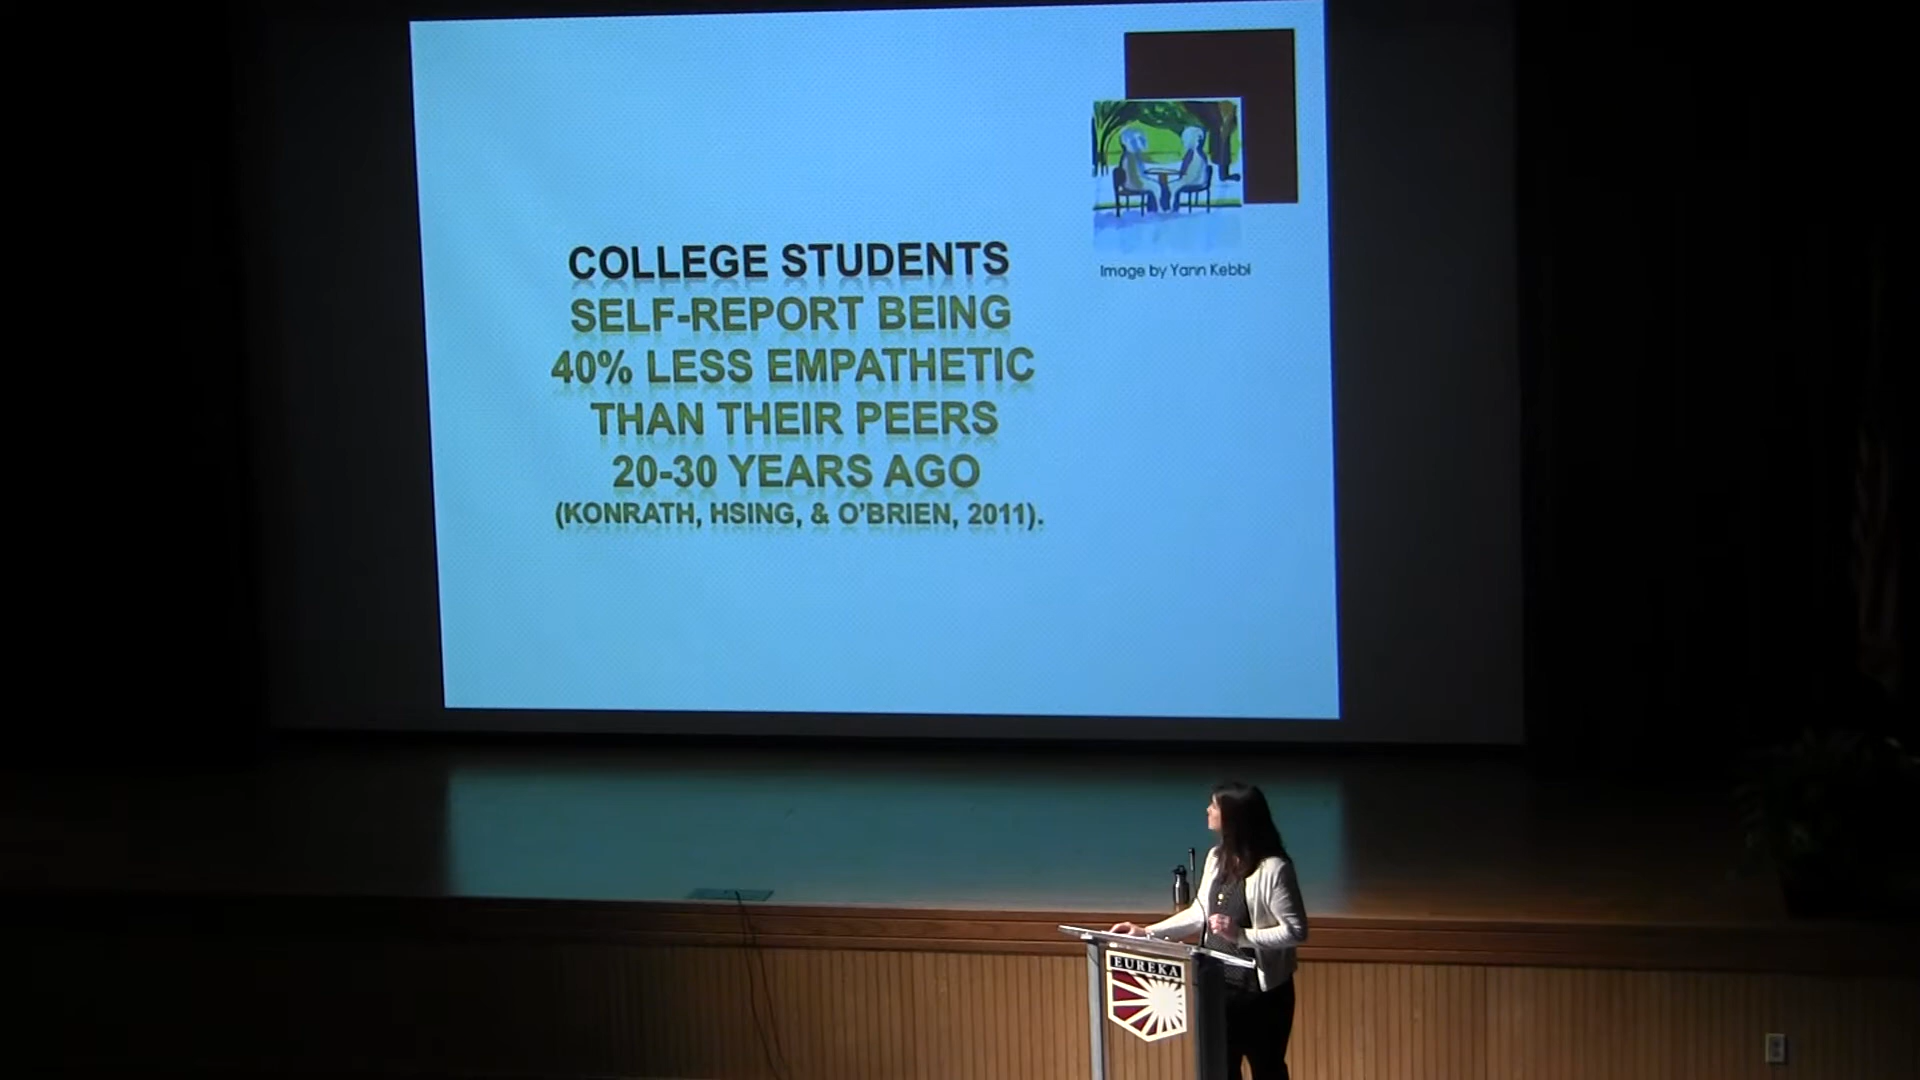 COLLEGE STUDENTS
SELF-REPORT BEING
40% LESS EMPATHETIC
THAN THEIR PEERS
20-30 YEARS AGO
(KONRATH, HSING, & O'BRIEN, 2011).
Image by Yann Kebbi
EUREKA